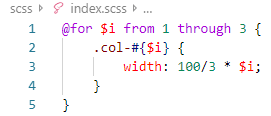 scss > index.scss > ...
1 @for $i from 1 through 3 {
2     .col-#{$i} {
3         width: 100/3 * $i;
4     }
5 }